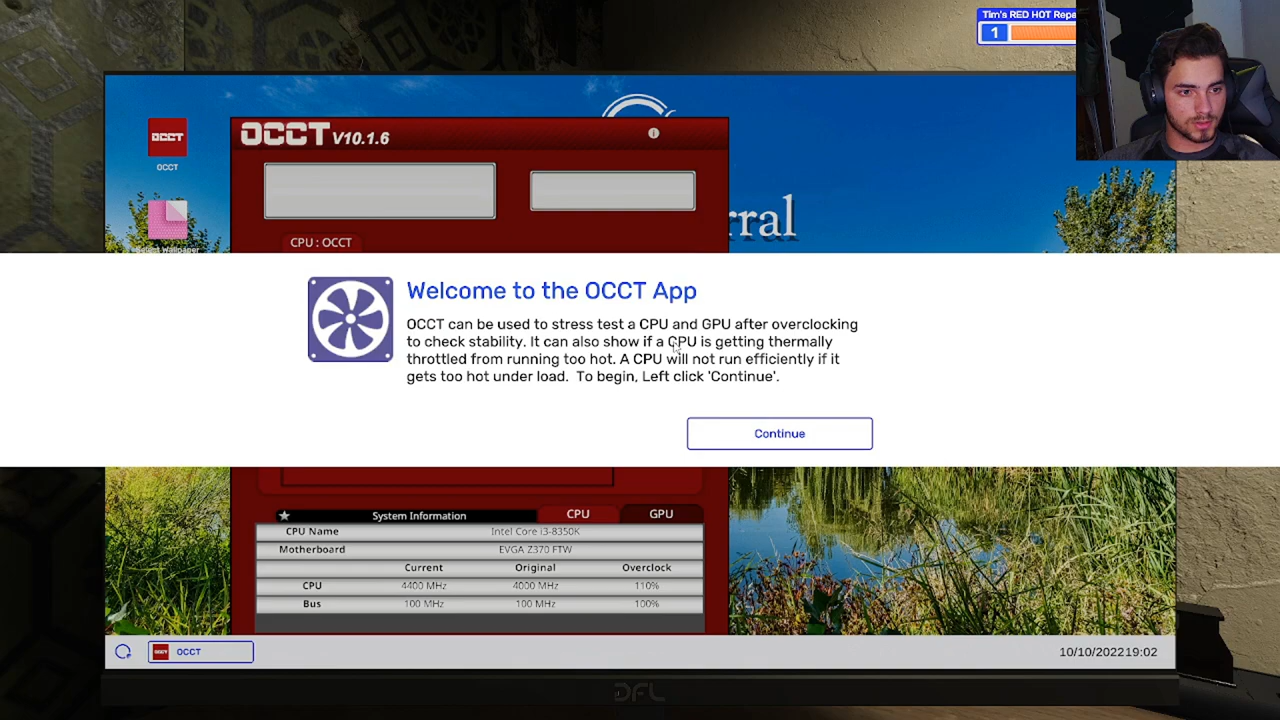 Tim's RED HOT Repa
1
OCCT V10.1.6
OCCT
rral
CPU : OCCT
Welcome to the OCCT App
OCCT can be used to stress test a CPU and GPU after overclocking
to check stability. It can also show if a CPU is getting thermally
throttled from running too hot. A CPU will not run efficiently if it
gets too hot under load. To begin, Left click 'Continue'.
Continue
System Information CPU GPU
CPU Name Intel Core i3-8350K
Motherboard EVGA Z370 FTW
Current Original Overclock
CPU 4400 MHz 4000 MHz 110%
Bus 100 MHz 100 MHz 100%
OCCT
10/10/2022 19:02
DFL